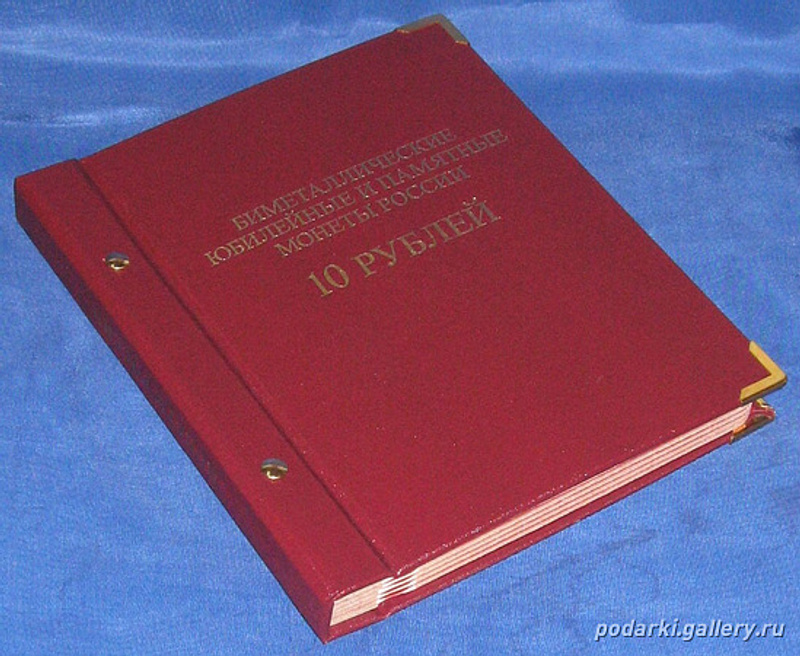 БИМЕТАЛЛИЧЕСКИЕ
ЮБИЛЕЙНЫЕ И ПАМЯТНЫЕ
МОНЕТЫ РОССИИ
10 РУБЛЕЙ
podarki.gallery.ru